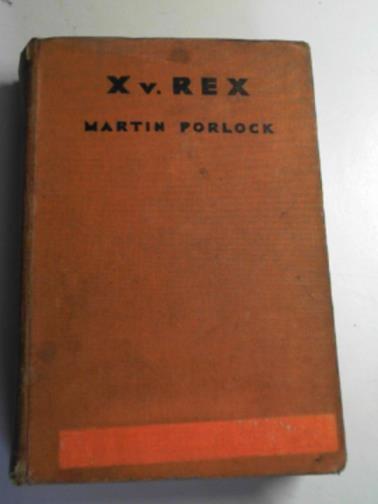 X v. REX
MARTIN PORLOCK